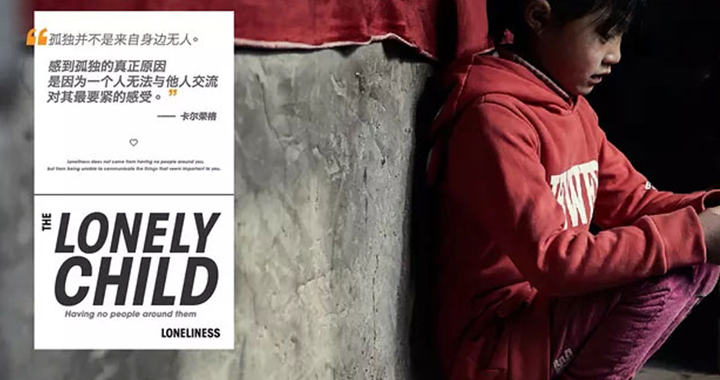 “孤独并不是来自身边无人。
感到孤独的真正原因
是因为一个人无法与他人交流
对其最要紧的感受。”
—— 卡尔荣格
Loneliness does not come from having no people around you,
but from being unable to communicate the things that seem important to you.
THE
LONELY
CHILD
Having no people around them
LONELINESS